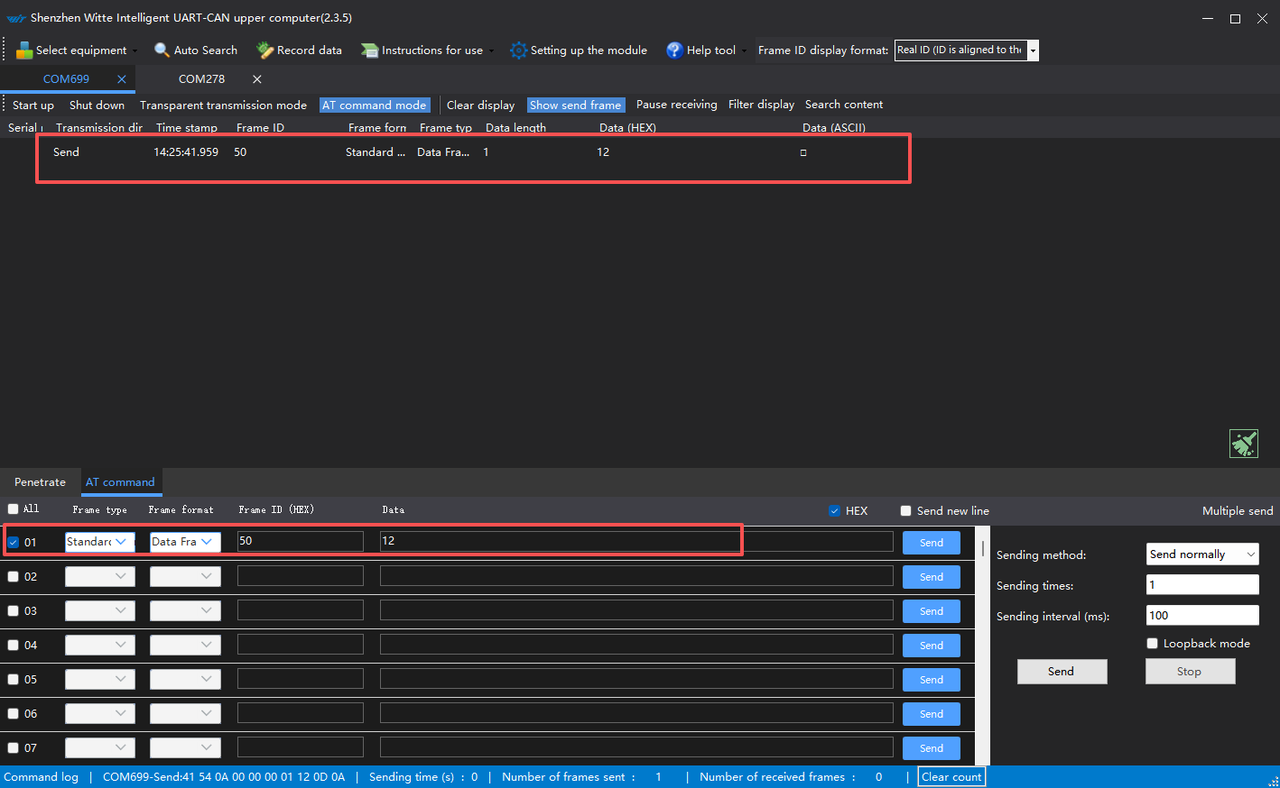 Shenzhen Witte Intelligent UART-CAN upper computer(2.3.5)
Select equipment Auto Search Record data Instructions for use Setting up the module Help tool Frame ID display format: Real ID (ID is aligned to the
COM699 COM278
Start up Shut down Transparent transmission mode AT command mode Clear display Show send frame Pause receiving Filter display Search content
Serial Transmission dir Time stamp Frame ID Frame forn Frame typ Data length Data (HEX) Data (ASCII)
Send 14:25:41.959 50 Standard ... Data Fra... 1 12 □
Penetrate AT command
All Frame type Frame format Frame ID (HEX) Data HEX Send new line Multiple send
01 Standard Data Fra 50 12 Send
02 Send
03 Send
04 Send
05 Send
06 Send
07 Send
Sending method: Send normally
Sending times: 1
Sending interval (ms): 100
Loopback mode
Send Stop
Command log | COM699-Send:41 54 0A 00 00 00 01 12 0D 0A | Sending time (s) : 0 | Number of frames sent : 1 | Number of received frames : 0 | Clear count